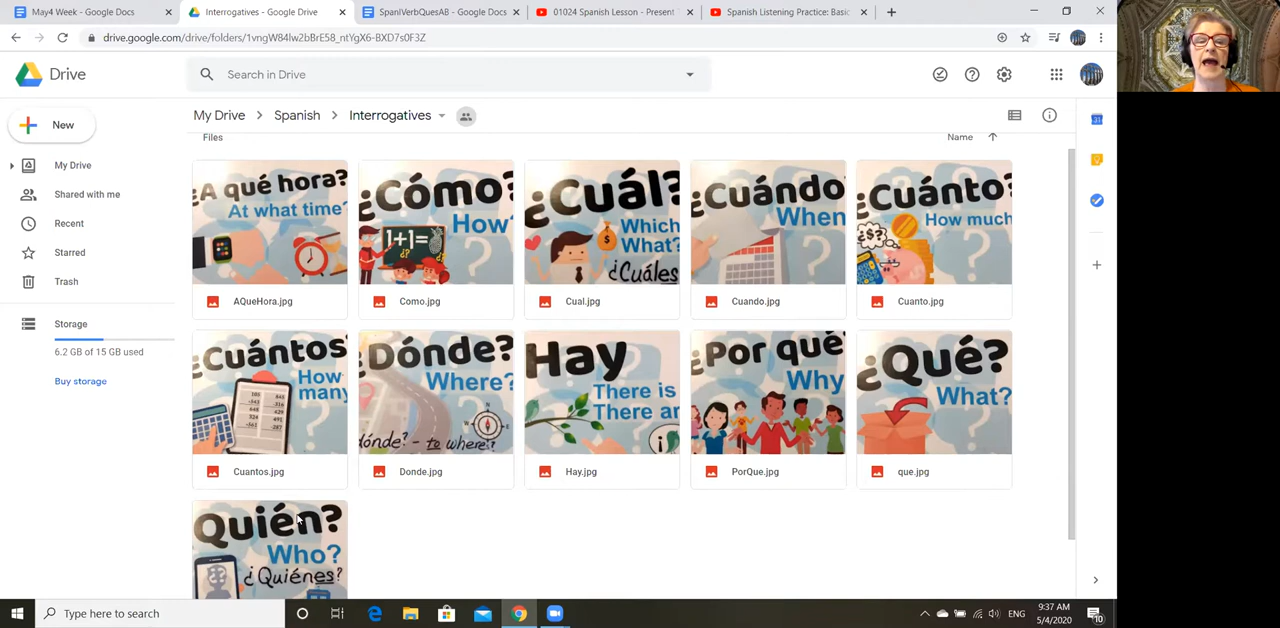 May4 Week - Google Docs
Interrogatives - Google Drive
SpanIVerbQuesAB - Google Docs
01024 Spanish Lesson - Present
Spanish Listening Practice: Basic
drive.google.com/drive/folders/1vngW84lw2bBrE58_ntYgX6-BXD7s0F3Z
Drive
Search in Drive
New
My Drive
Shared with me
Recent
Starred
Trash
Storage
6.2 GB of 15 GB used
Buy storage
My Drive > Spanish > Interrogatives
Files
Name
¿A qué hora?
At what time?
AQueHora.jpg
¿Cómo?
How?
1+1=
Como.jpg
¿Cuál?
Which
What?
¿Cuáles
Cual.jpg
¿Cuándo
When
Cuando.jpg
¿Cuánto?
How much
¿$?
Cuanto.jpg
¿Cuántos
How
many
Cuantos.jpg
¿Dónde?
Where?
dónde? - to where?
Donde.jpg
Hay
There is
There ar
Hay.jpg
¿Por qué
Why
PorQue.jpg
¿Qué?
What?
que.jpg
Quién?
Who?
¿Quiénes?
Type here to search
ENG
9:37 AM
5/4/2020
10